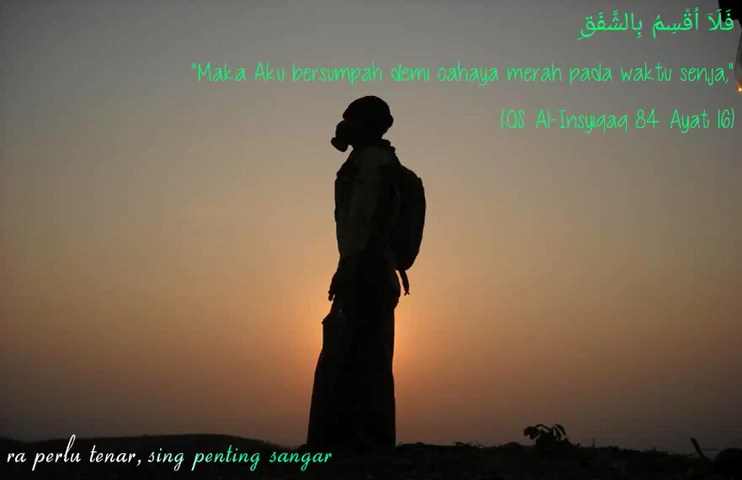 فَلَآ اُقْسِمُ بِالشَّفَقِ
"Maka Aku bersumpah demi cahaya merah pada waktu senja,"
(QS Al-Insyiqaq 84 Ayat 16)
ra perlu tenar, sing penting sangar